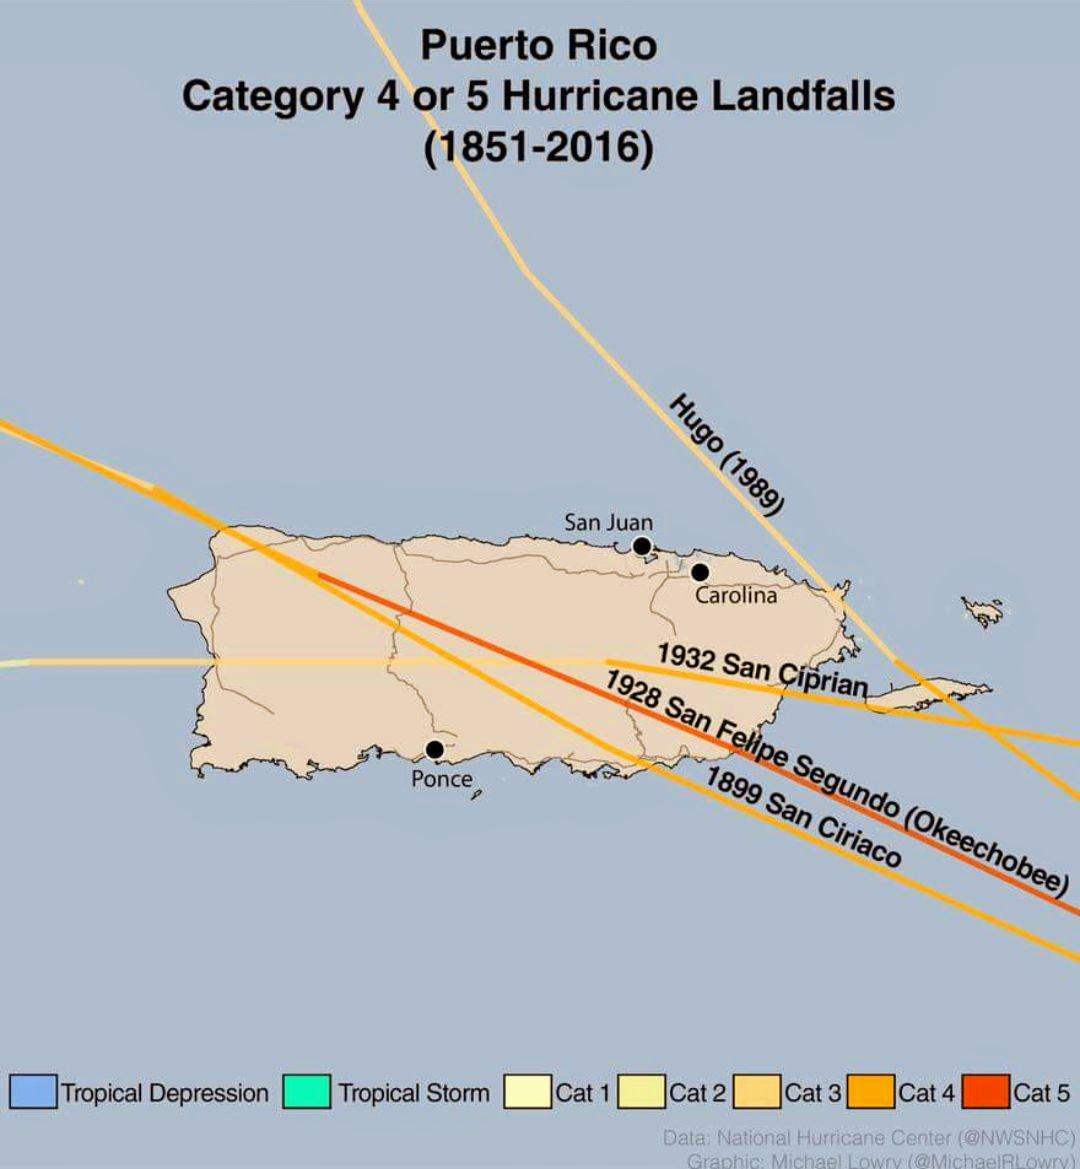 Puerto Rico
Category 4 or 5 Hurricane Landfalls
(1851-2016)
Hugo (1989)
San Juan
Carolina
1932 San Ciprian
1928 San Felipe Segundo (Okeechobee)
1899 San Ciriaco
Ponce
Tropical Depression Tropical Storm Cat 1 Cat 2 Cat 3 Cat 4 Cat 5
Data: National Hurricane Center (@NWSNHC)
Graphic: Michael Lowry (@MichaelRLowry)